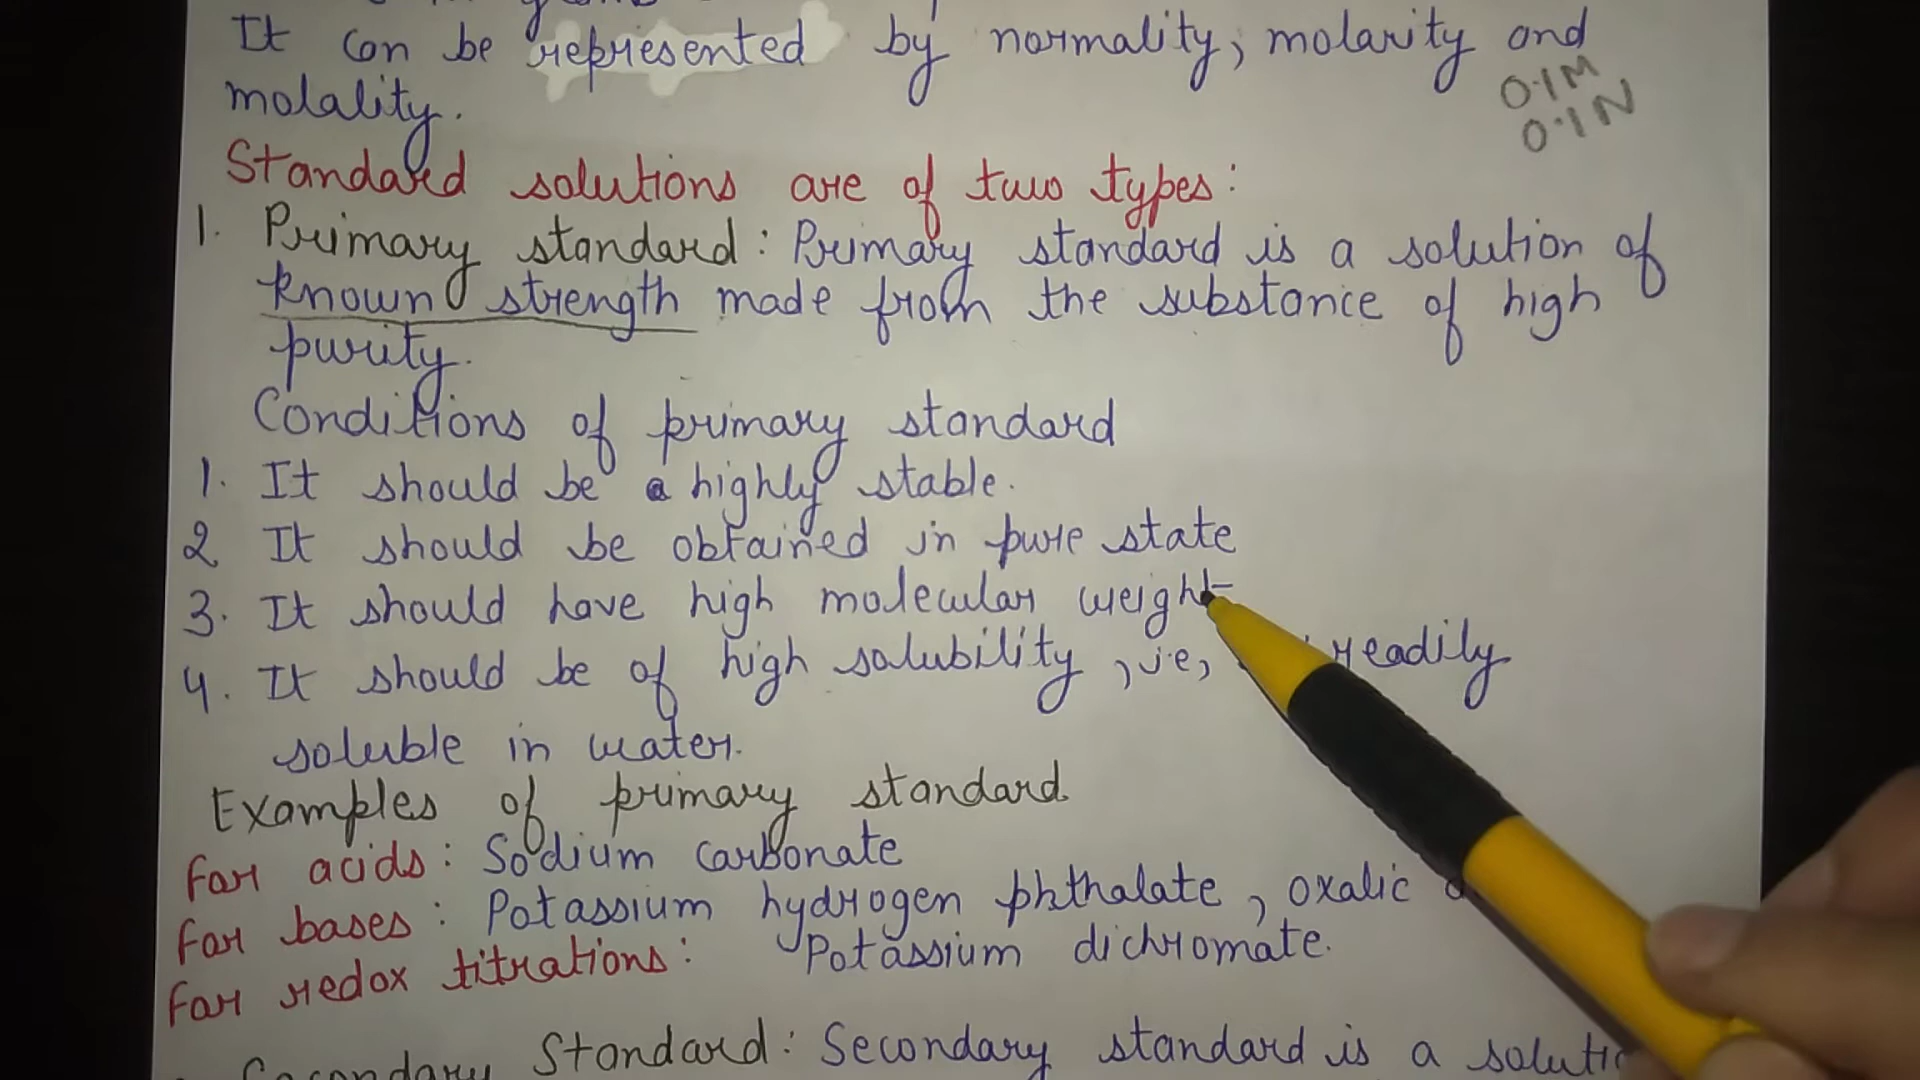 It can be represented by normality, molarity and
0.1M
molality.
0.1N
Standard solutions are of two types:
1. Primary standard: Primary standard is a solution of
known strength made from the substance of high
purity.
Conditions of primary standard
1. It should be a highly stable.
2 It should be obtained in pure state
3. It should have high molecular weight
4. It should be of high solubility, ie, readily
soluble in water.
Examples of primary standard
For acids: Sodium carbonate
For bases: Potassium hydrogen phthalate, oxalic
For redox titrations: Potassium dichromate.
Secondary Standard: Secondary standard is a